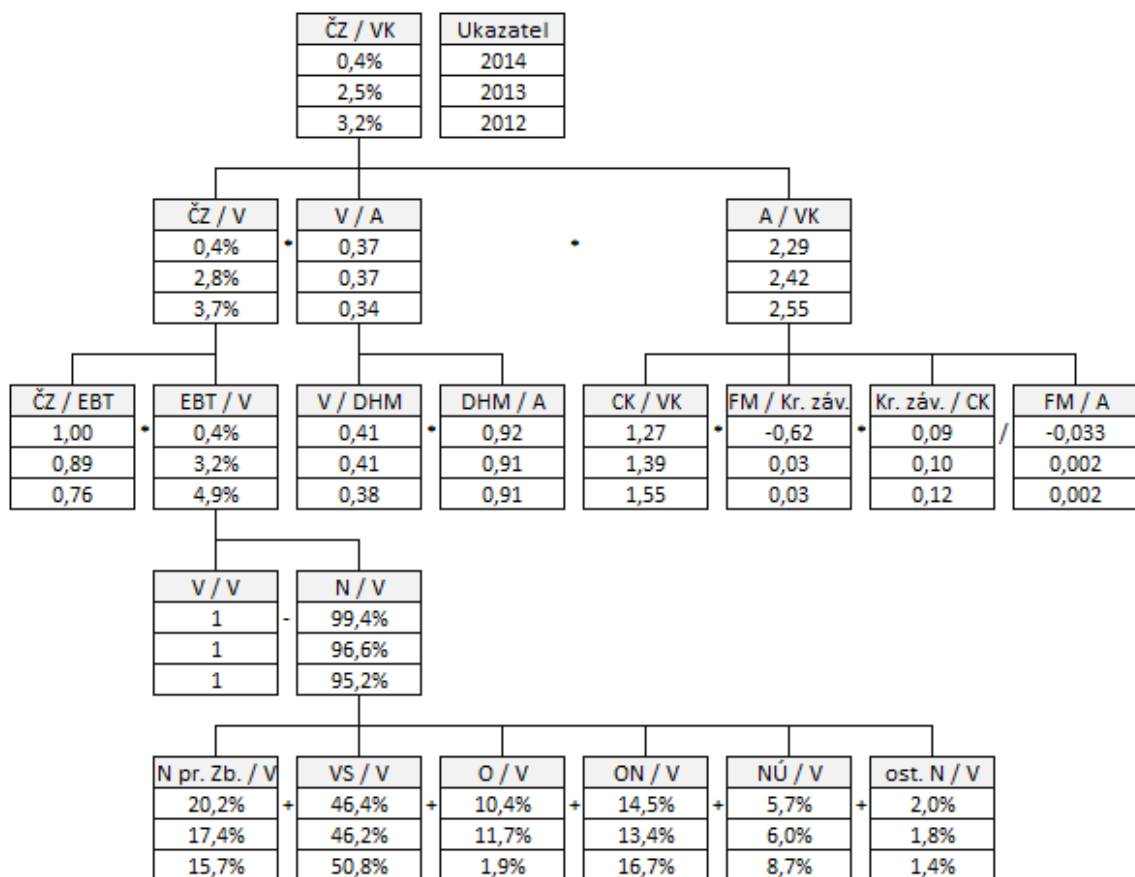 ČZ / VK Ukazatel
0,4% 2014
2,5% 2013
3,2% 2012
ČZ / V V / A A / VK
0,4% * 0,37 * 2,29
2,8% 0,37 2,42
3,7% 0,34 2,55
ČZ / EBT EBT / V V / DHM DHM / A CK / VK FM / Kr. záv. Kr. záv. / CK FM / A
1,00 * 0,4% 0,41 * 0,92 1,27 * -0,62 * 0,09 / -0,033
0,89 3,2% 0,41 0,91 1,39 0,03 0,10 0,002
0,76 4,9% 0,38 0,91 1,55 0,03 0,12 0,002
V / V N / V
1 - 99,4%
1 96,6%
1 95,2%
N pr. Zb. / V VS / V O / V ON / V NÚ / V ost. N / V
20,2% + 46,4% + 10,4% + 14,5% + 5,7% + 2,0%
17,4% 46,2% 11,7% 13,4% 6,0% 1,8%
15,7% 50,8% 1,9% 16,7% 8,7% 1,4%